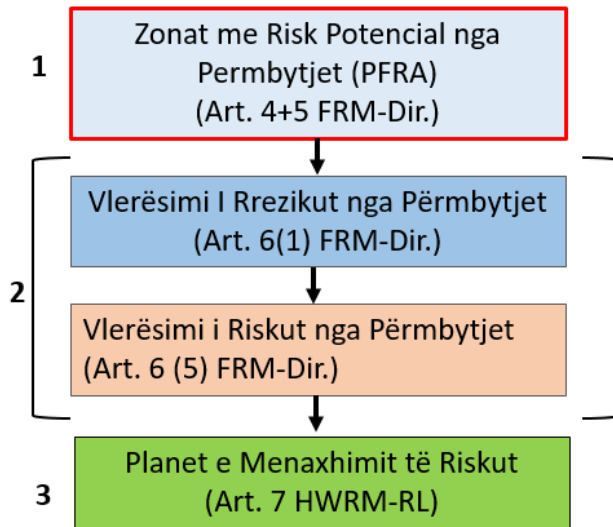 1
Zonat me Risk Potencial nga
Permbytjet (PFRA)
(Art. 4+5 FRM-Dir.)
2
Vlerësimi I Rrezikut nga Përmbytjet
(Art. 6(1) FRM-Dir.)
Vlerësimi i Riskut nga Përmbytjet
(Art. 6 (5) FRM-Dir.)
3
Planet e Menaxhimit të Riskut
(Art. 7 HWRM-RL)